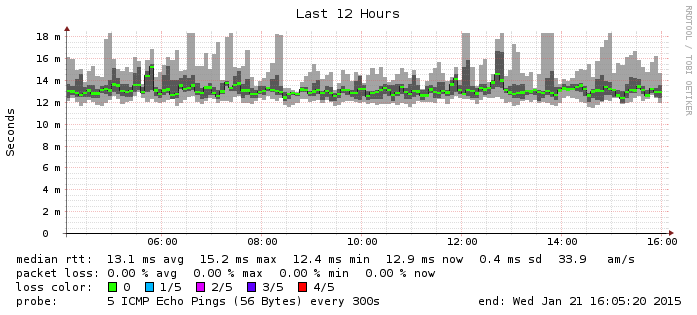 Last 12 Hours
RRDTOOL / TOBI OETIKER
Seconds
18 m
16 m
14 m
12 m
10 m
8 m
6 m
4 m
2 m
0
06:00 08:00 10:00 12:00 14:00 16:00
median rtt: 13.1 ms avg 15.2 ms max 12.4 ms min 12.9 ms now 0.4 ms sd 33.9 am/s
packet loss: 0.00 % avg 0.00 % max 0.00 % min 0.00 % now
loss color: 0 1/5 2/5 3/5 4/5
probe: 5 ICMP Echo Pings (56 Bytes) every 300s end: Wed Jan 21 16:05:20 2015